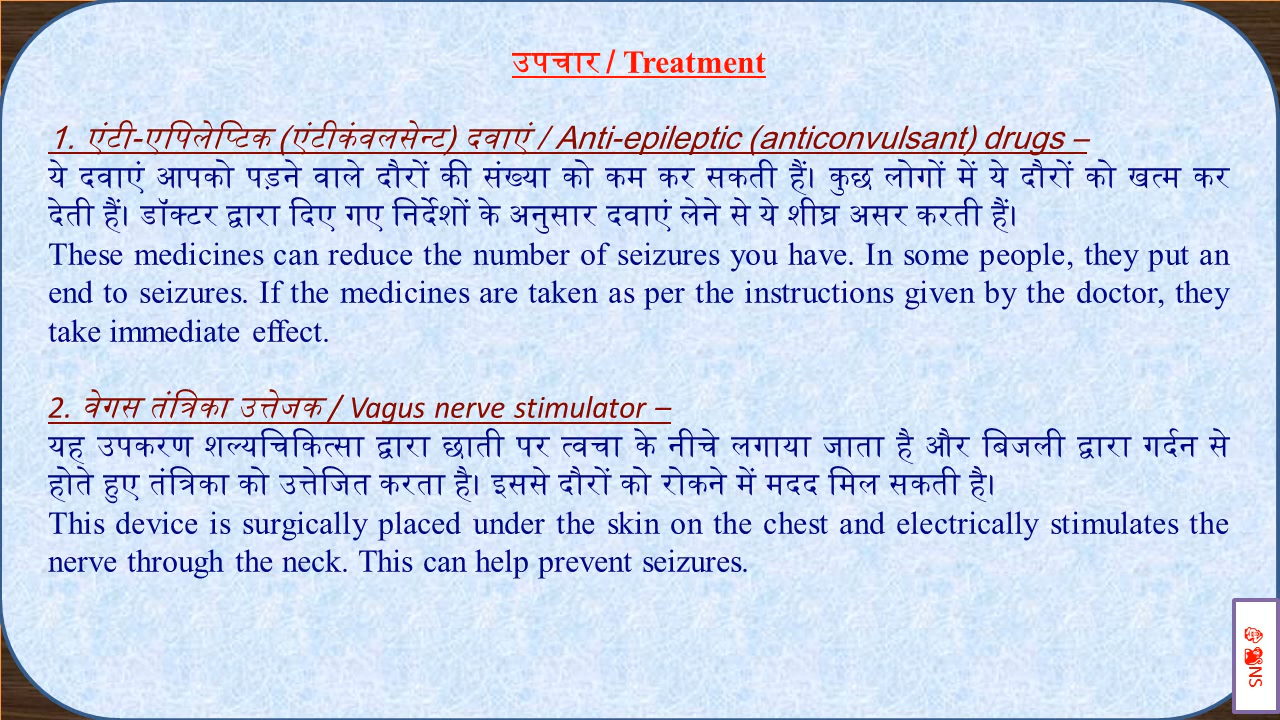 उपचार / Treatment
1. एंटी-एपिलेप्टिक (एंटीकंवलसेन्ट) दवाएं / Anti-epileptic (anticonvulsant) drugs –
ये दवाएं आपको पड़ने वाले दौरों की संख्या को कम कर सकती हैं। कुछ लोगों में ये दौरों को खत्म कर
देती हैं। डॉक्टर द्वारा दिए गए निर्देशों के अनुसार दवाएं लेने से ये शीघ्र असर करती हैं।
These medicines can reduce the number of seizures you have. In some people, they put an
end to seizures. If the medicines are taken as per the instructions given by the doctor, they
take immediate effect.
2. वेगस तंत्रिका उत्तेजक / Vagus nerve stimulator –
यह उपकरण शल्यचिकित्सा द्वारा छाती पर त्वचा के नीचे लगाया जाता है और बिजली द्वारा गर्दन से
होते हुए तंत्रिका को उत्तेजित करता है। इससे दौरों को रोकने में मदद मिल सकती है।
This device is surgically placed under the skin on the chest and electrically stimulates the
nerve through the neck. This can help prevent seizures.
SNS